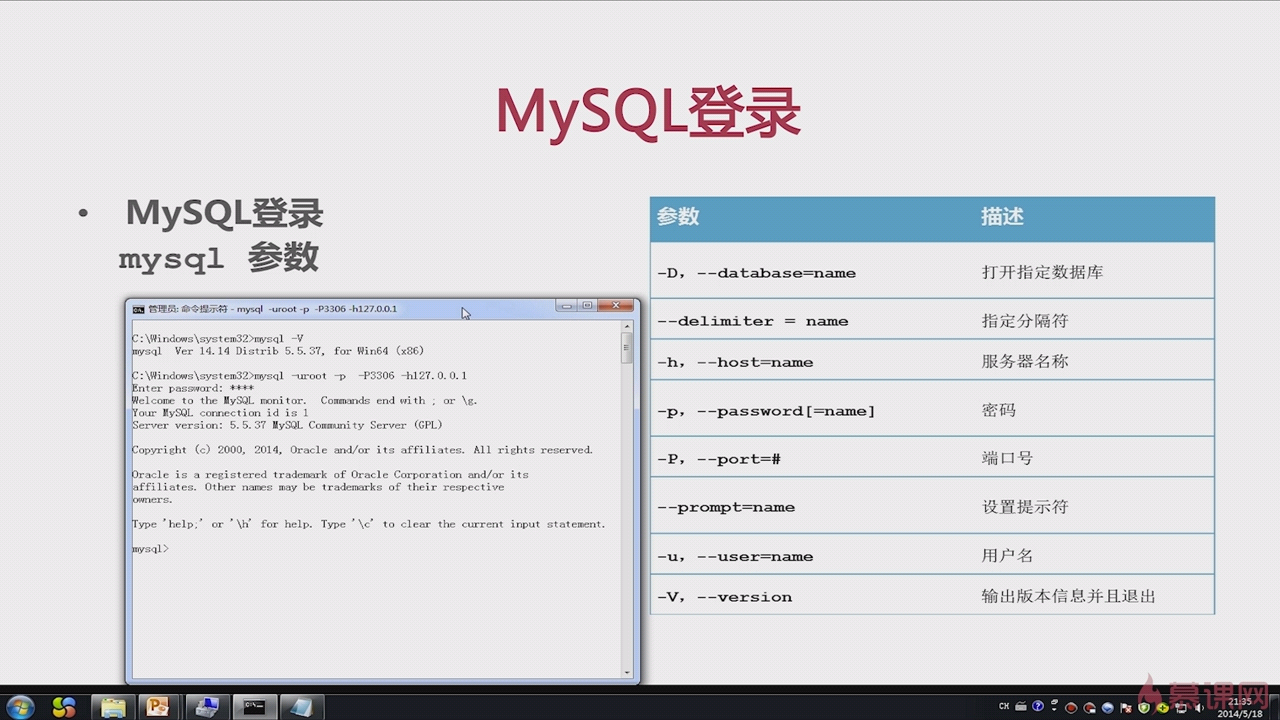 MySQL登录
• MySQL登录
mysql 参数
管理员: 命令提示符 - mysql -uroot -p -P3306 -h127.0.0.1
C:\Windows\system32>mysql -V
mysql  Ver 14.14 Distrib 5.5.37, for Win64 (x86)
C:\Windows\system32>mysql -uroot -p  -P3306 -h127.0.0.1
Enter password: ****
Welcome to the MySQL monitor.  Commands end with ; or \g.
Your MySQL connection id is 1
Server version: 5.5.37 MySQL Community Server (GPL)
Copyright (c) 2000, 2014, Oracle and/or its affiliates. All rights reserved.
Oracle is a registered trademark of Oracle Corporation and/or its
affiliates. Other names may be trademarks of their respective
owners.
Type 'help;' or '\h' for help. Type '\c' to clear the current input statement.
mysql>
参数 描述
-D，--database=name 打开指定数据库
--delimiter = name 指定分隔符
-h，--host=name 服务器名称
-p，--password[=name] 密码
-P，--port=# 端口号
--prompt=name 设置提示符
-u，--user=name 用户名
-V，--version 输出版本信息并且退出
慕课网
CH
21:35
2014/5/18